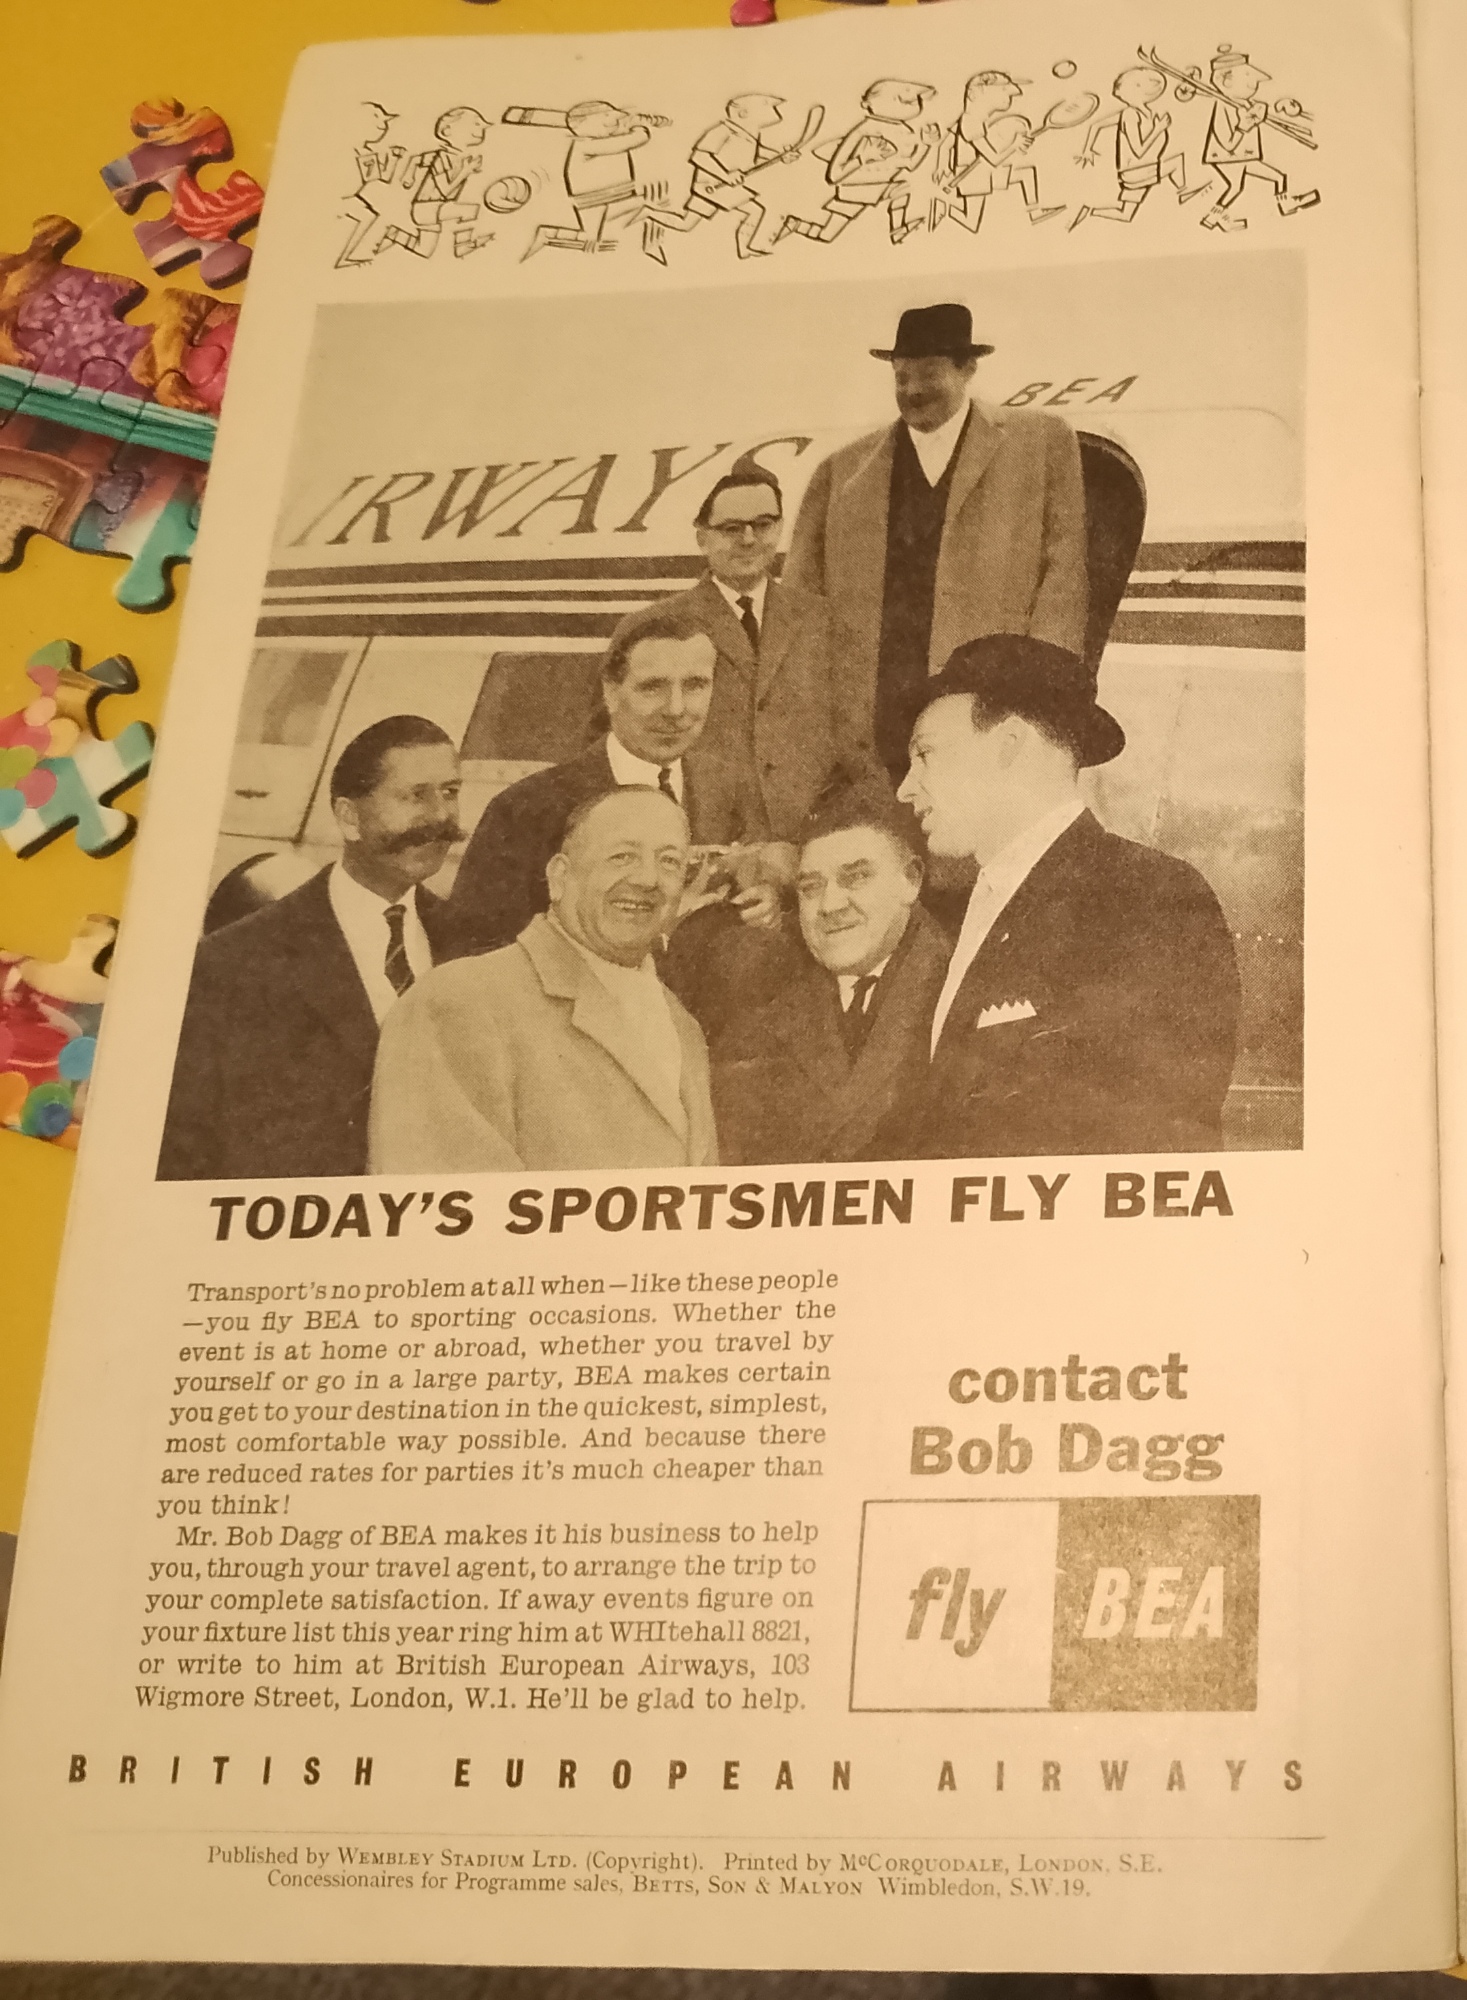 BEA
IRWAYS
TODAY'S SPORTSMEN FLY BEA
Transport's no problem at all when—like these people
—you fly BEA to sporting occasions. Whether the
event is at home or abroad, whether you travel by
yourself or go in a large party, BEA makes certain
you get to your destination in the quickest, simplest,
most comfortable way possible. And because there
are reduced rates for parties it's much cheaper than
you think!
Mr. Bob Dagg of BEA makes it his business to help
you, through your travel agent, to arrange the trip to
your complete satisfaction. If away events figure on
your fixture list this year ring him at WHItehall 8821,
or write to him at British European Airways, 103
Wigmore Street, London, W.1. He'll be glad to help.
contact
Bob Dagg
fly BEA
BRITISH EUROPEAN AIRWAYS
Published by WEMBLEY STADIUM LTD. (Copyright). Printed by McCORQUODALE, LONDON, S.E.
Concessionaires for Programme sales, BETTS, SON & MALYON Wimbledon, S.W.19.